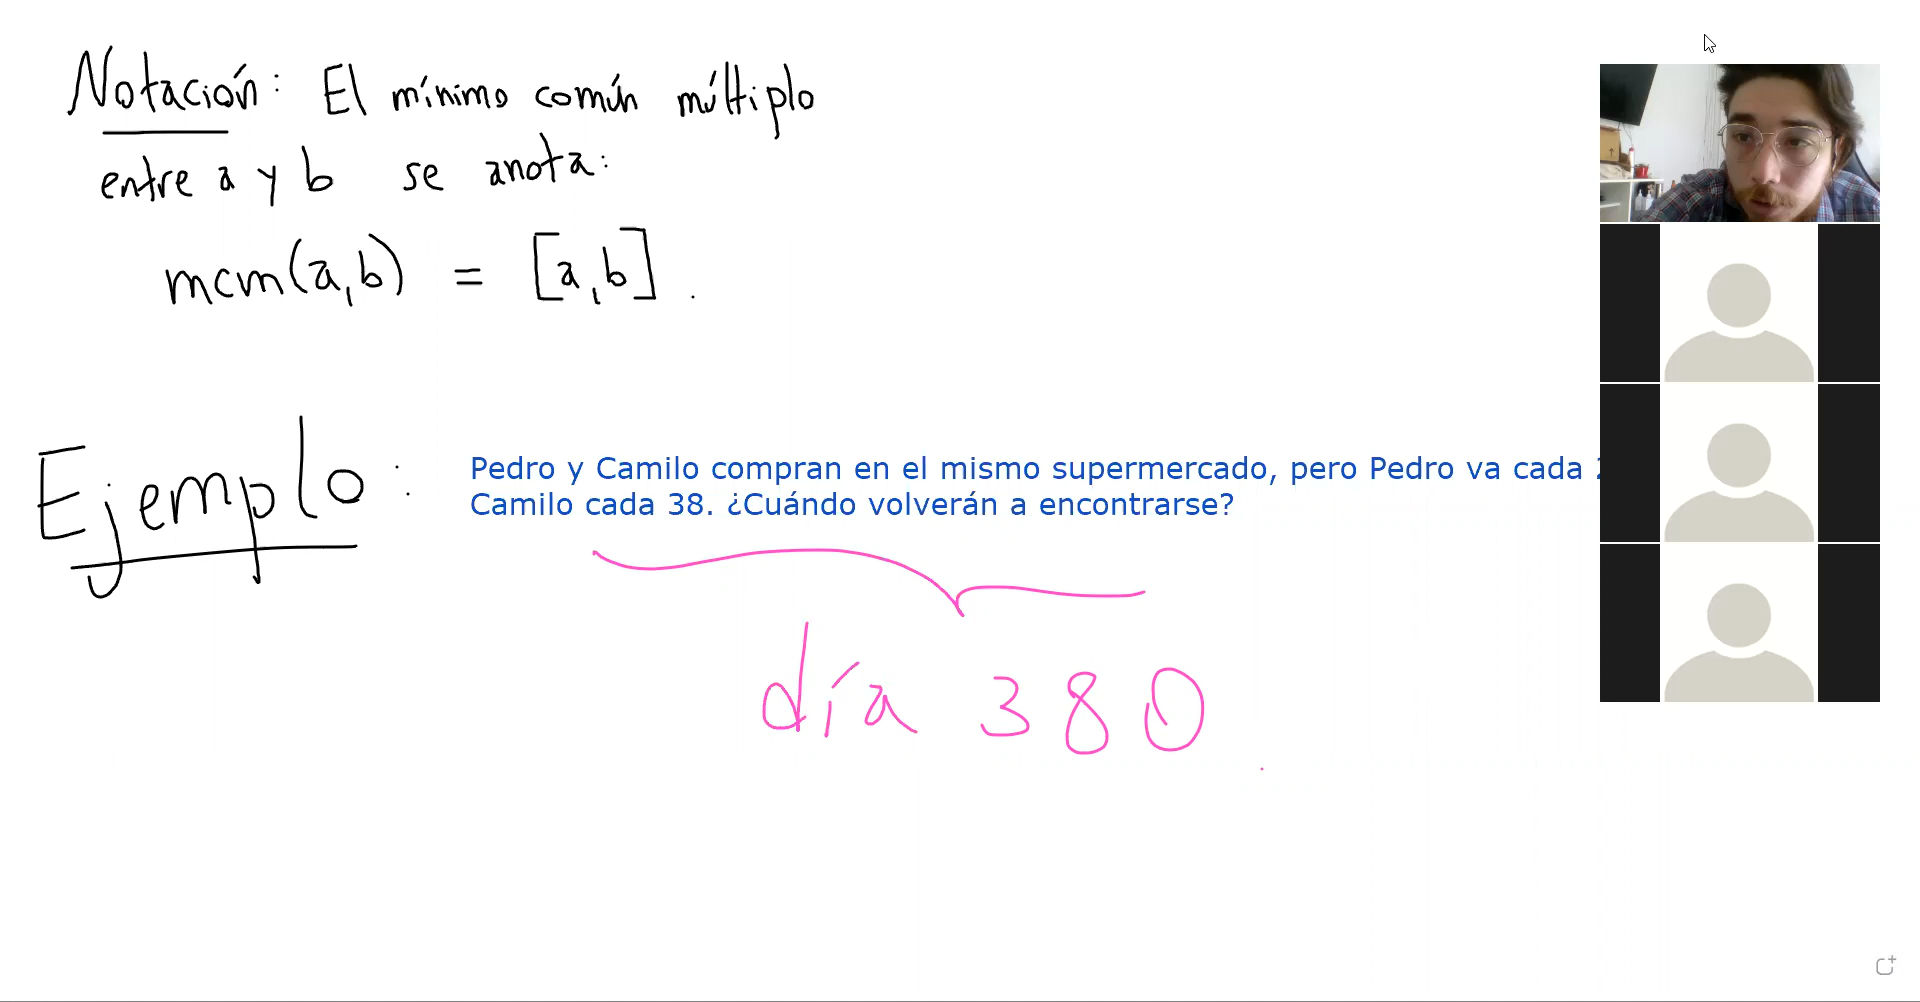 Notación: El mínimo común múltiplo
entre a y b se anota:
mcm(a,b) = [a,b].
Ejemplo:
Pedro y Camilo compran en el mismo supermercado, pero Pedro va cada
Camilo cada 38. ¿Cuándo volverán a encontrarse?
día 380